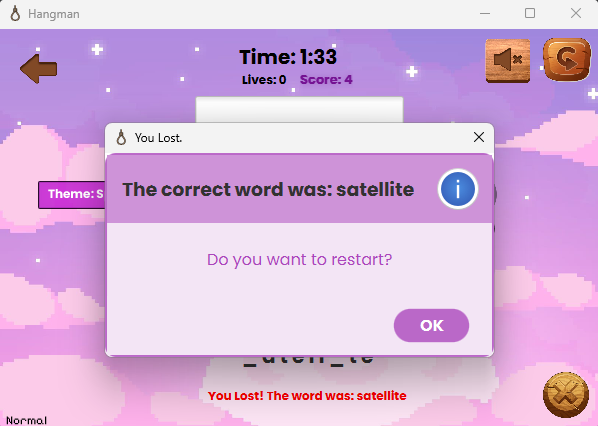 Hangman
Time: 1:33
Lives: 0 Score: 4
You Lost.
The correct word was: satellite
Theme: S
Do you want to restart?
OK
You Lost! The word was: satellite
Normal